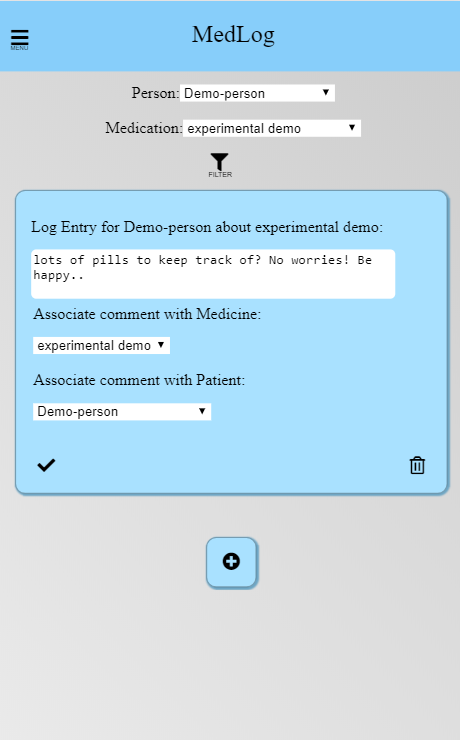 MedLog
MENU
Person: Demo-person
Medication: experimental demo
FILTER
Log Entry for Demo-person about experimental demo:
lots of pills to keep track of? No worries! Be
happy..
Associate comment with Medicine:
experimental demo
Associate comment with Patient:
Demo-person